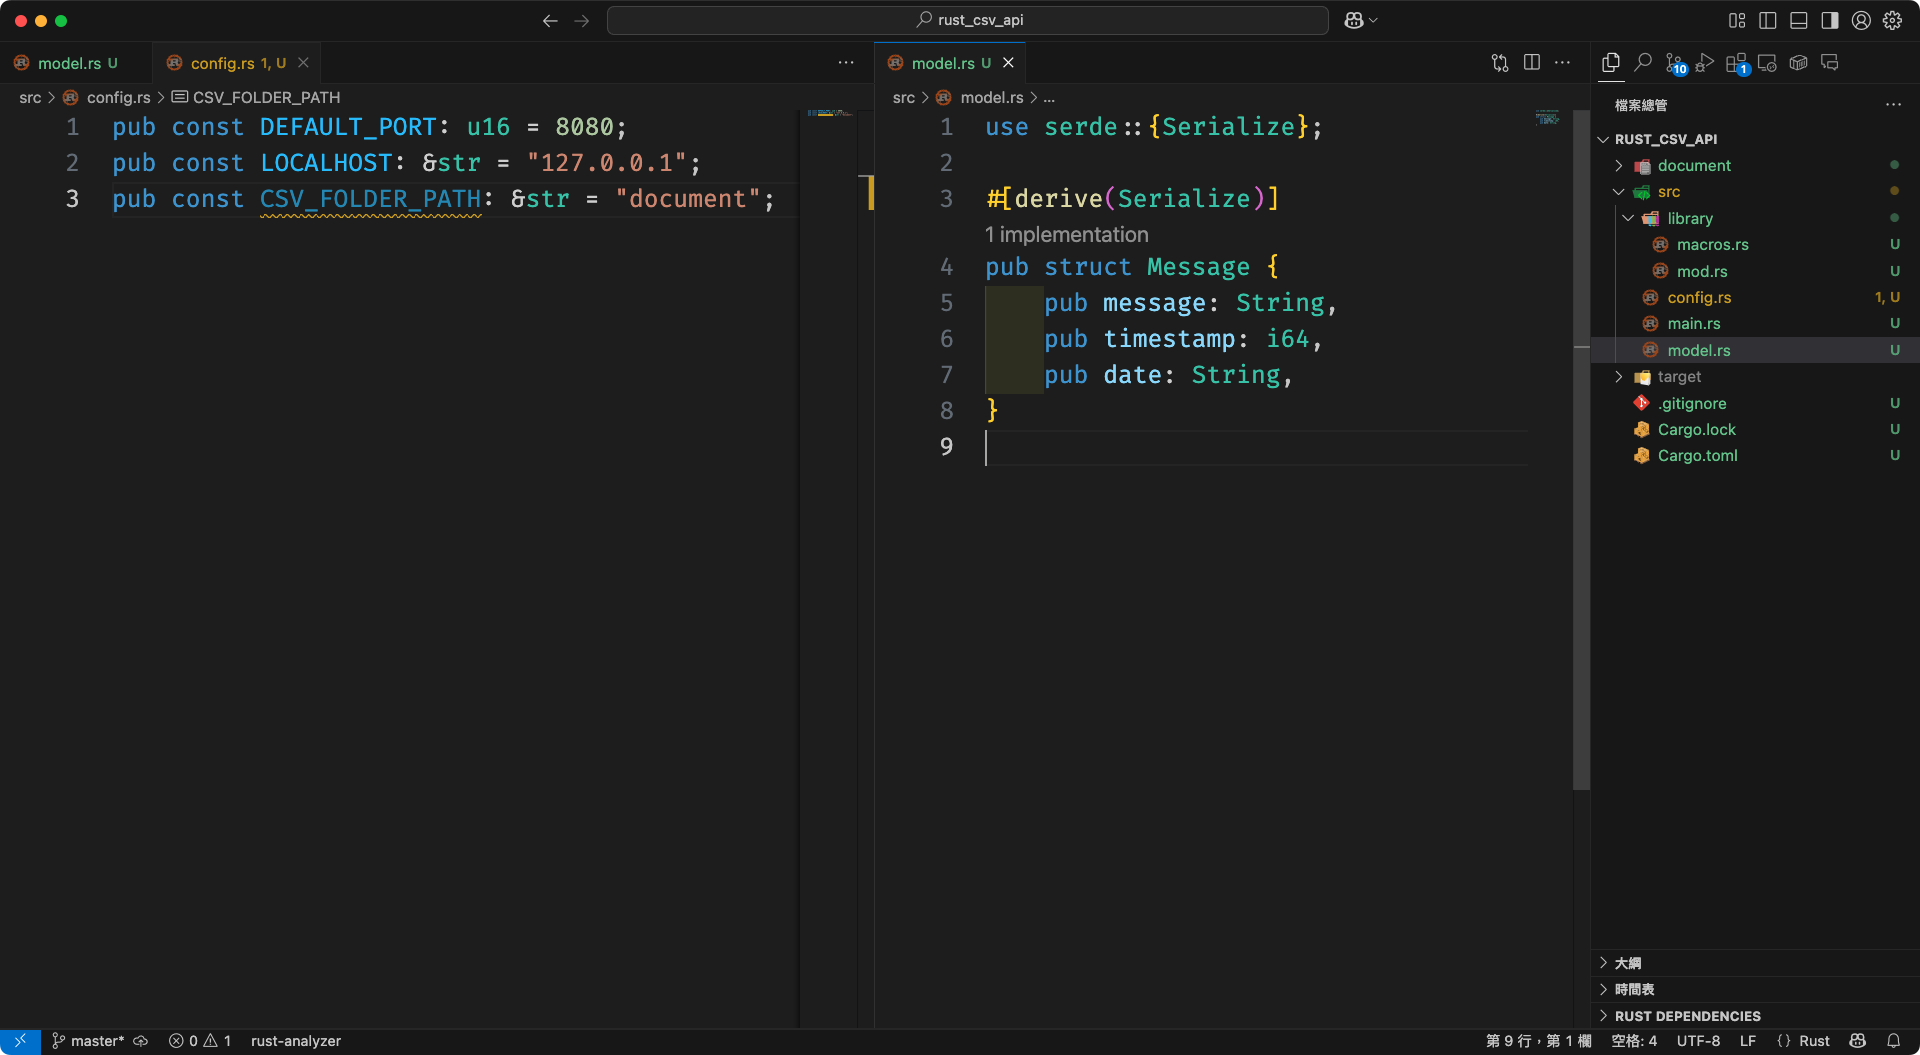 rust_csv_api
model.rs U
config.rs 1, U
src > config.rs > CSV_FOLDER_PATH
1 pub const DEFAULT_PORT: u16 = 8080;
2 pub const LOCALHOST: &str = "127.0.0.1";
3 pub const CSV_FOLDER_PATH: &str = "document";
model.rs U
src > model.rs > ...
1 use serde::{Serialize};
2
3 #[derive(Serialize)]
1 implementation
4 pub struct Message {
5 pub message: String,
6 pub timestamp: i64,
7 pub date: String,
8 }
9
10
1
檔案總管
RUST_CSV_API
document
src
library
macros.rs U
mod.rs U
config.rs 1, U
main.rs U
model.rs U
target
.gitignore U
Cargo.lock U
Cargo.toml U
大綱
時間表
RUST DEPENDENCIES
master* 0 1 rust-analyzer
第 9 行，第 1 欄 空格: 4 UTF-8 LF {} Rust